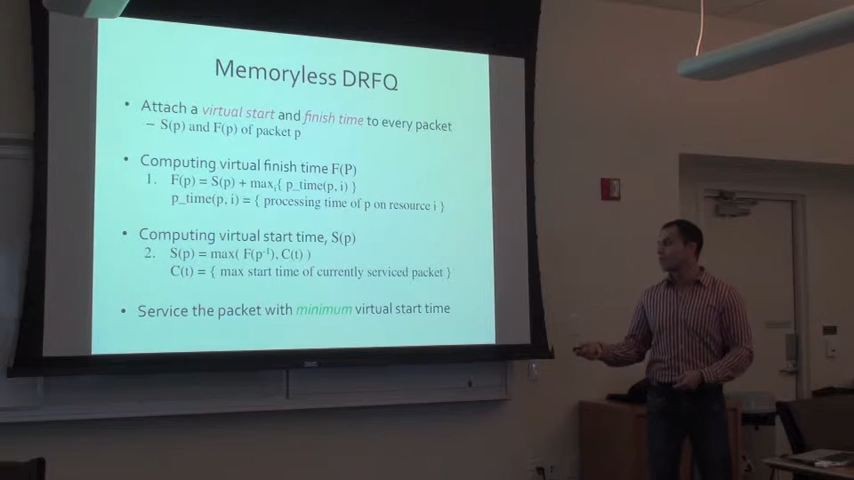 Memoryless DRFQ
• Attach a virtual start and finish time to every packet
– S(p) and F(p) of packet p
• Computing virtual finish time F(P)
1. F(p) = S(p) + maxᵢ{ p_time(p, i) }
p_time(p, i) = { processing time of p on resource i }
• Computing virtual start time, S(p)
2. S(p) = max( F(p⁻¹), C(t) )
C(t) = { max start time of currently serviced packet }
• Service the packet with minimum virtual start time